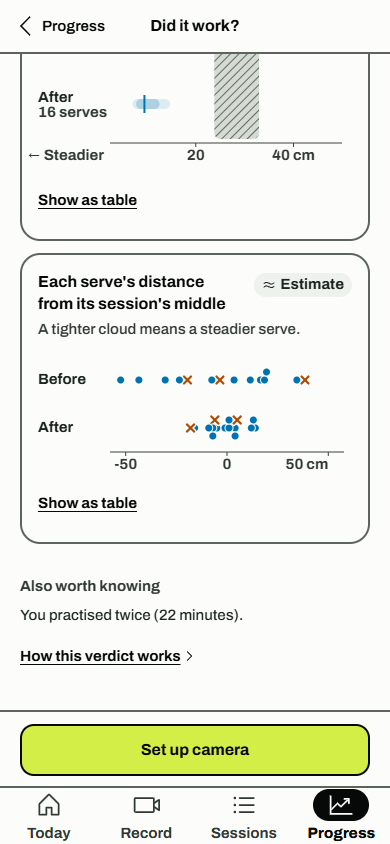 Progress
Did it work?
After
16 serves
← Steadier
20
40 cm
Show as table
Each serve's distance
from its session's middle
≈ Estimate
A tighter cloud means a steadier serve.
Before
After
-50
0
50 cm
Show as table
Also worth knowing
You practised twice (22 minutes).
How this verdict works
Set up camera
Today
Record
Sessions
Progress